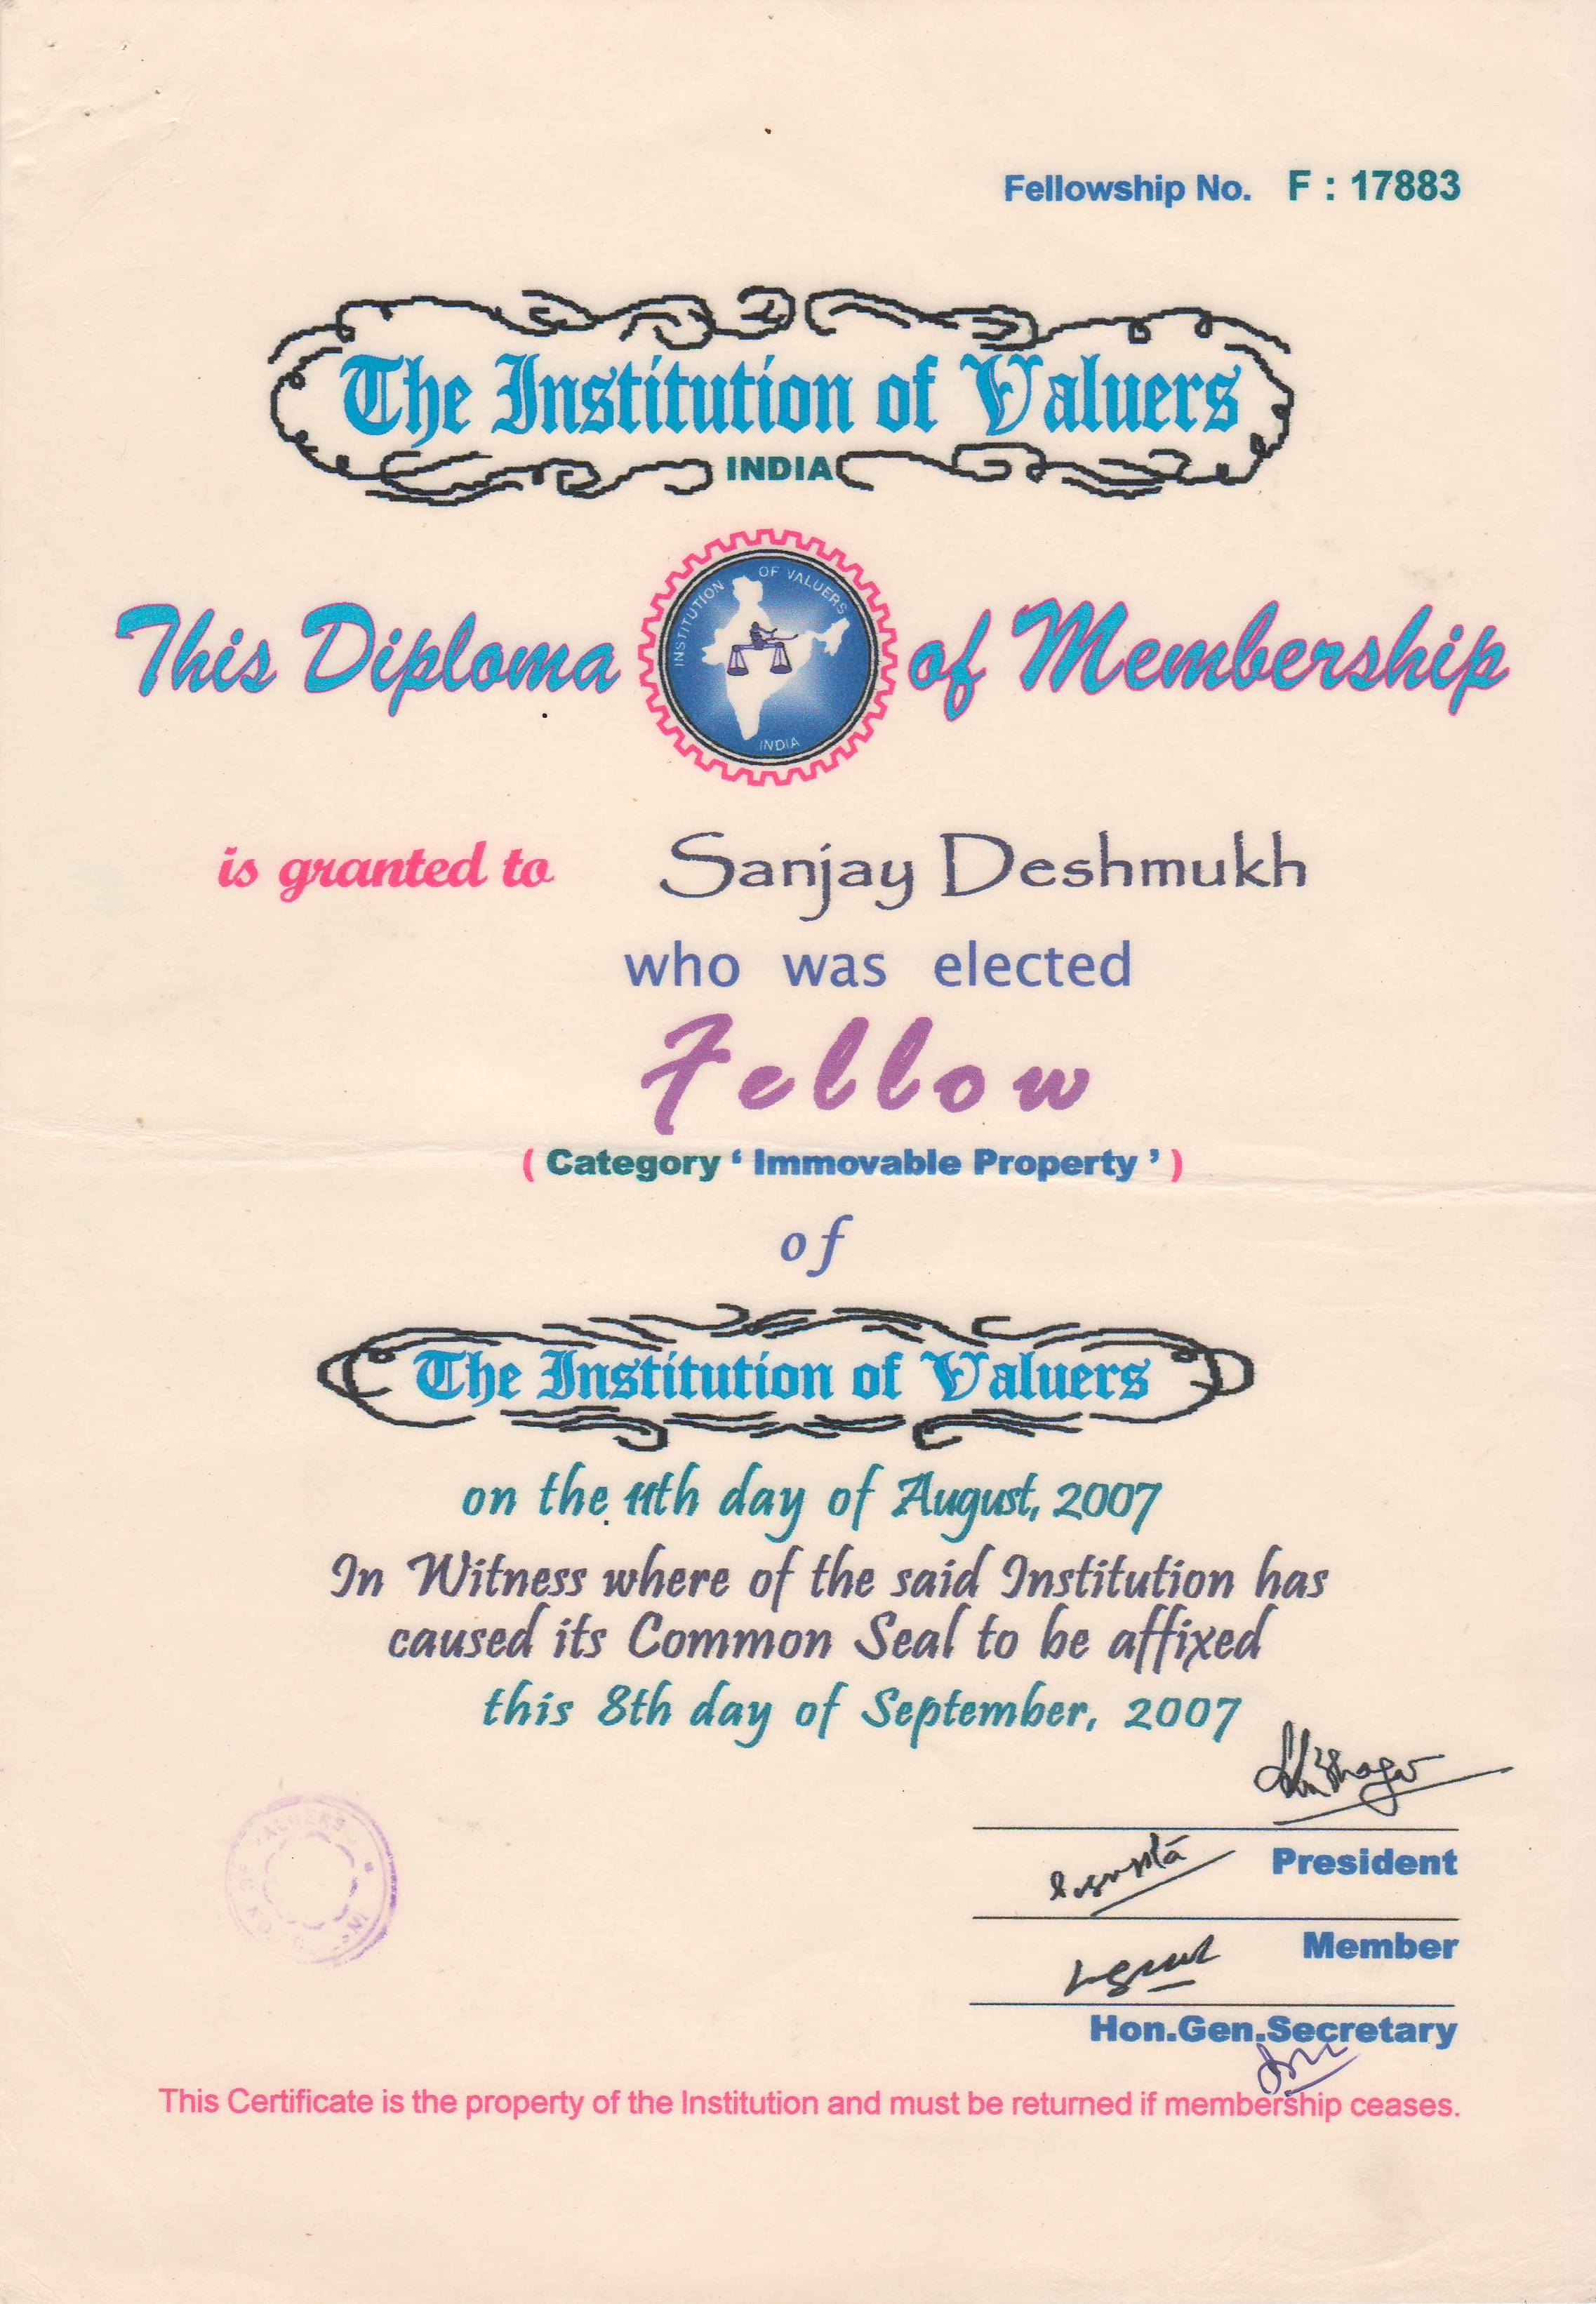 Fellowship No. F : 17883
The Institution of Valuers
INDIA
This Diploma of Membership
INSTITUTION OF VALUERS
INDIA
is granted to Sanjay Deshmukh
who was elected
Fellow
( Category ‘ Immovable Property ’ )
of
The Institution of Valuers
on the 11th day of August, 2007
In Witness where of the said Institution has
caused its Common Seal to be affixed
this 8th day of September, 2007
President
Member
Hon.Gen.Secretary
This Certificate is the property of the Institution and must be returned if membership ceases.